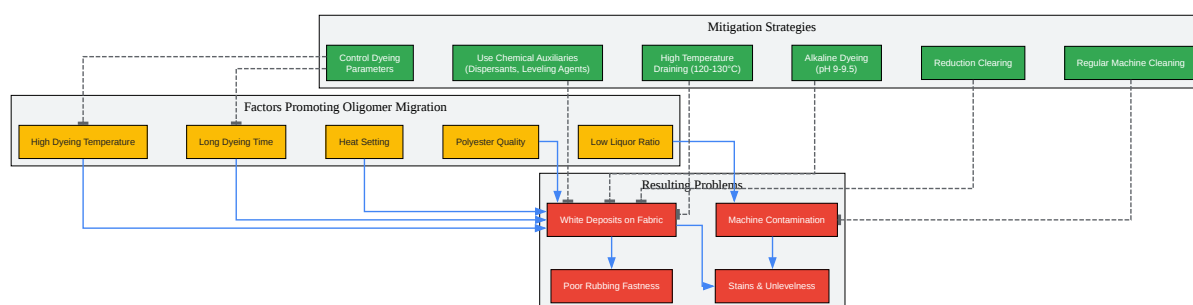 Mitigation Strategies
Control Dyeing
Parameters
Use Chemical Auxiliaries
(Dispersants, Leveling Agents)
High Temperature
Draining (120-130°C)
Alkaline Dyeing
(pH 9-9.5)
Reduction Clearing
Regular Machine Cleaning
Factors Promoting Oligomer Migration
High Dyeing Temperature
Long Dyeing Time
Heat Setting
Polyester Quality
Low Liquor Ratio
Resulting Problems
White Deposits on Fabric
Machine Contamination
Poor Rubbing Fastness
Stains & Unlevelness